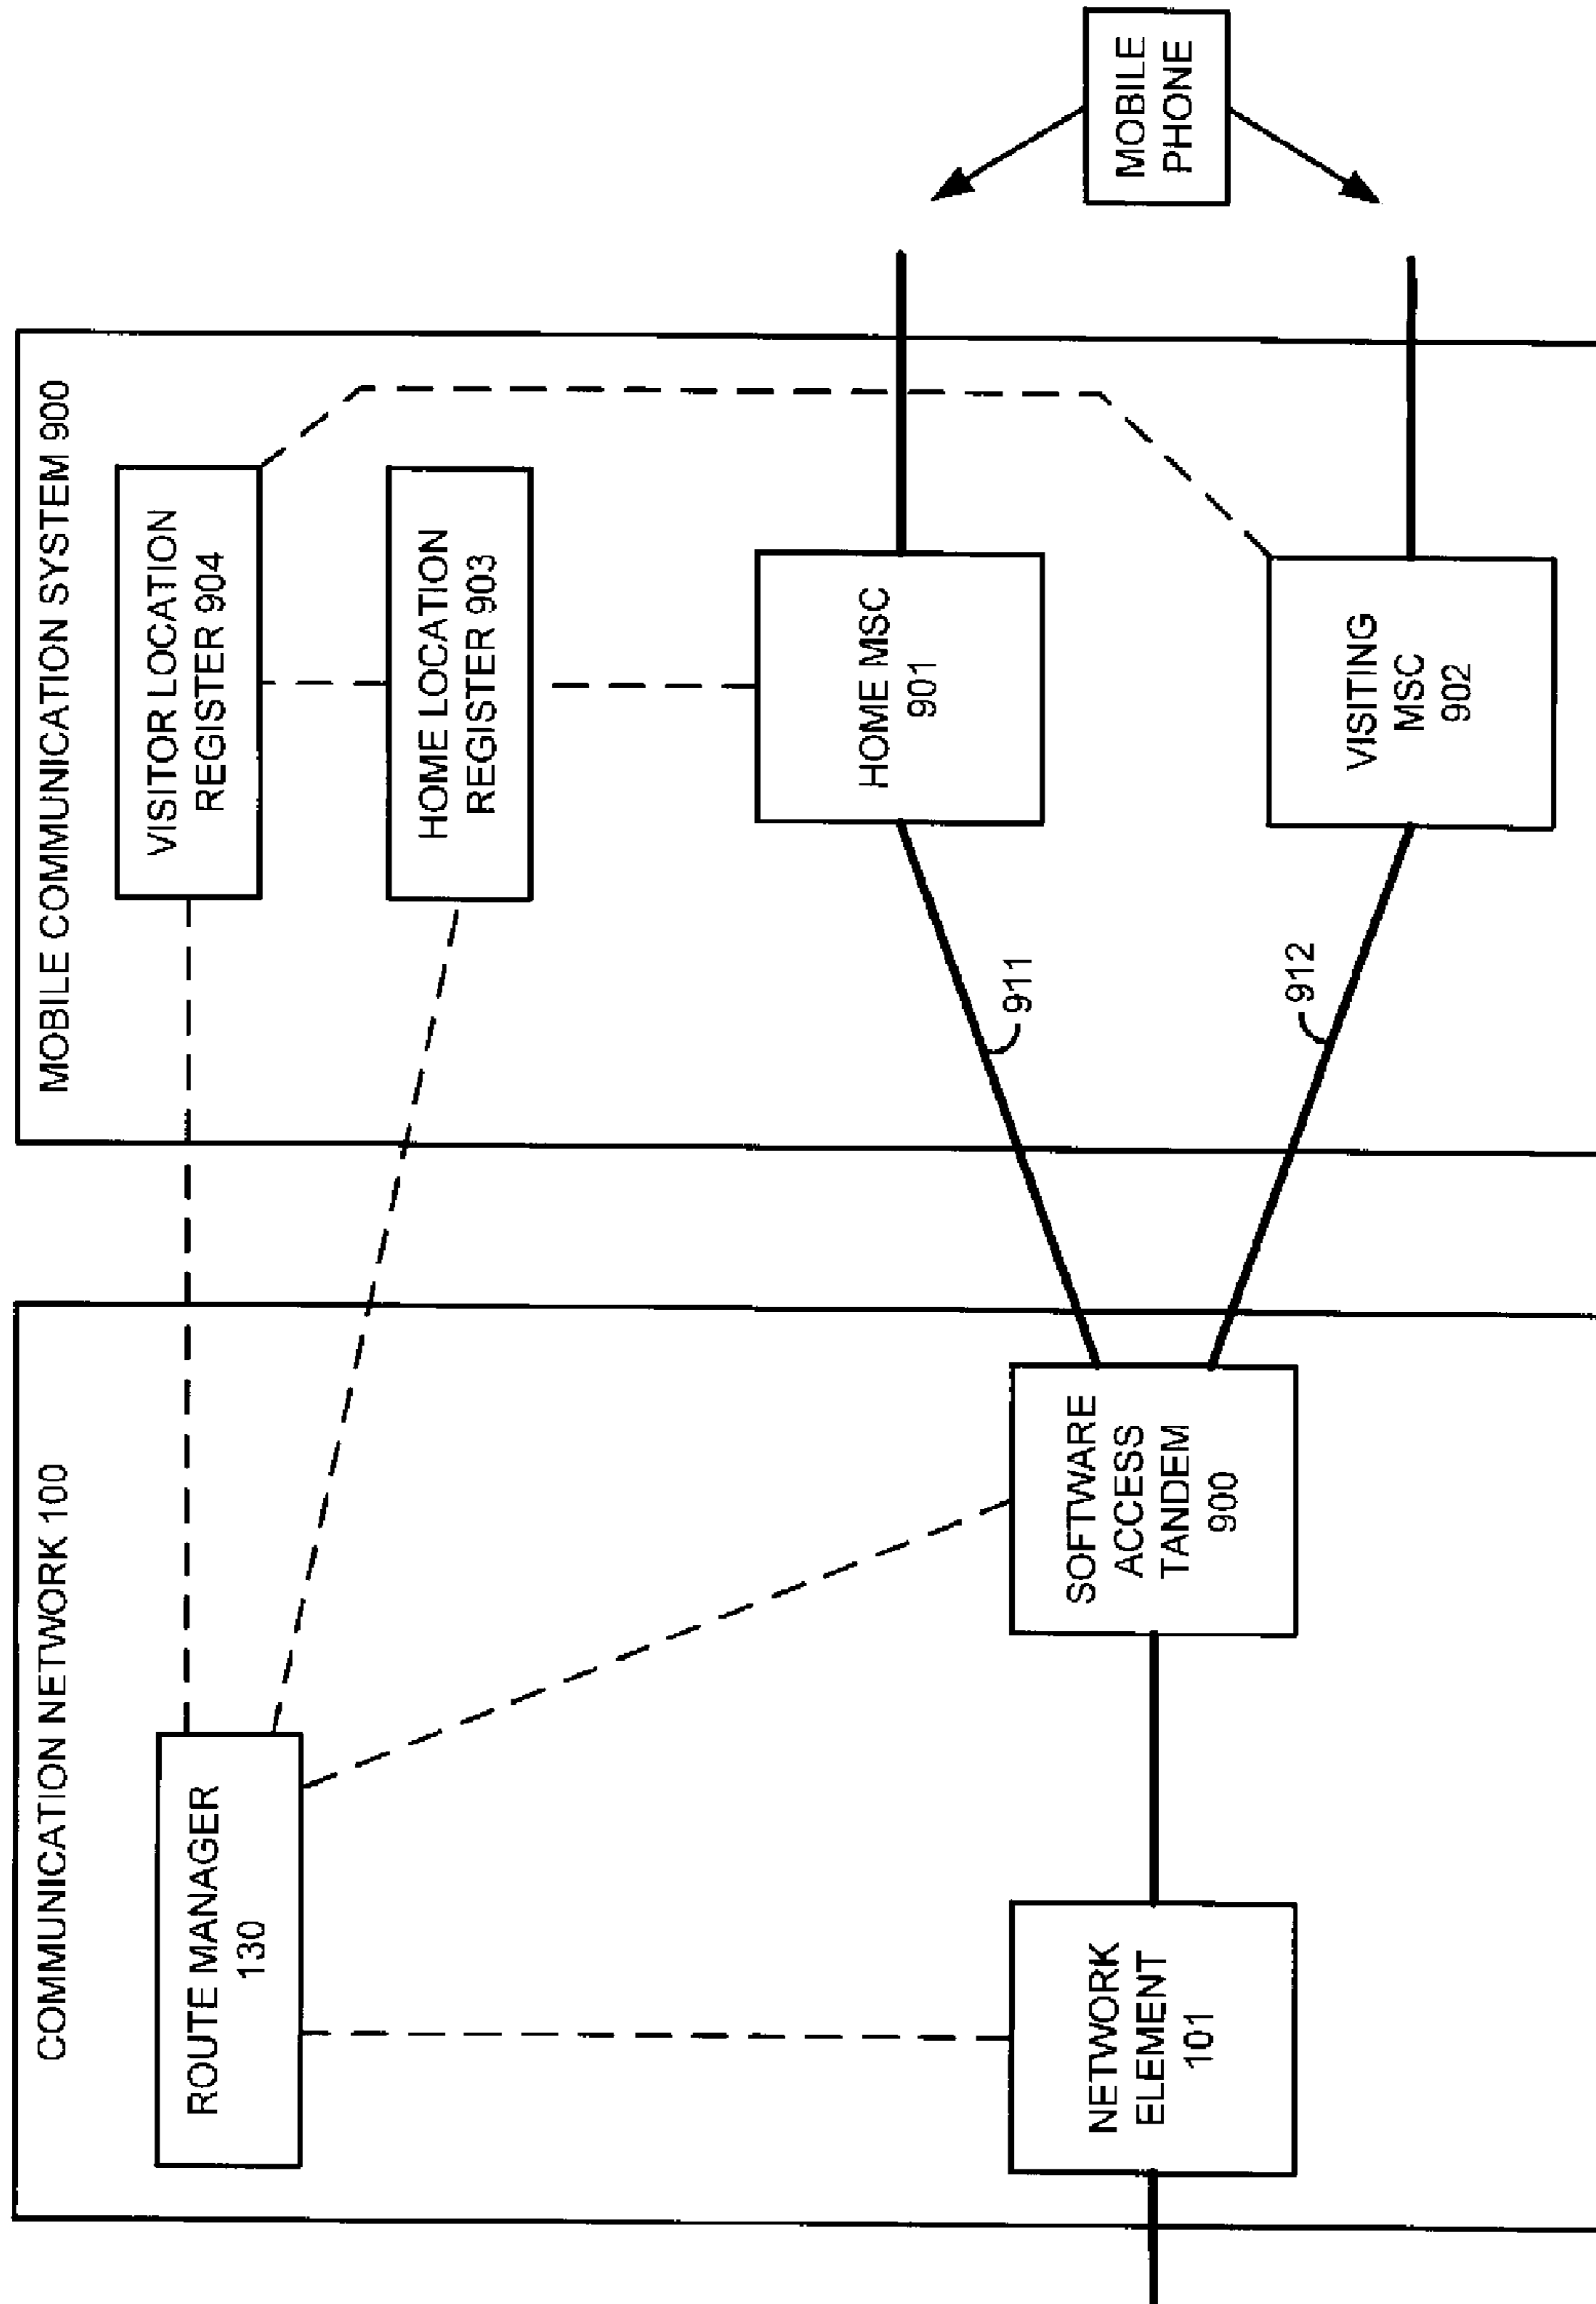 COMMUNICATION NETWORK 100
ROUTE MANAGER
130
NETWORK
ELEMENT
101
SOFTWARE
ACCESS
TANDEM
900
MOBILE COMMUNICATION SYSTEM 900
VISITOR LOCATION
REGISTER 904
HOME LOCATION
REGISTER 903
HOME MSC
901
VISITING
MSC
902
911
912
MOBILE
PHONE